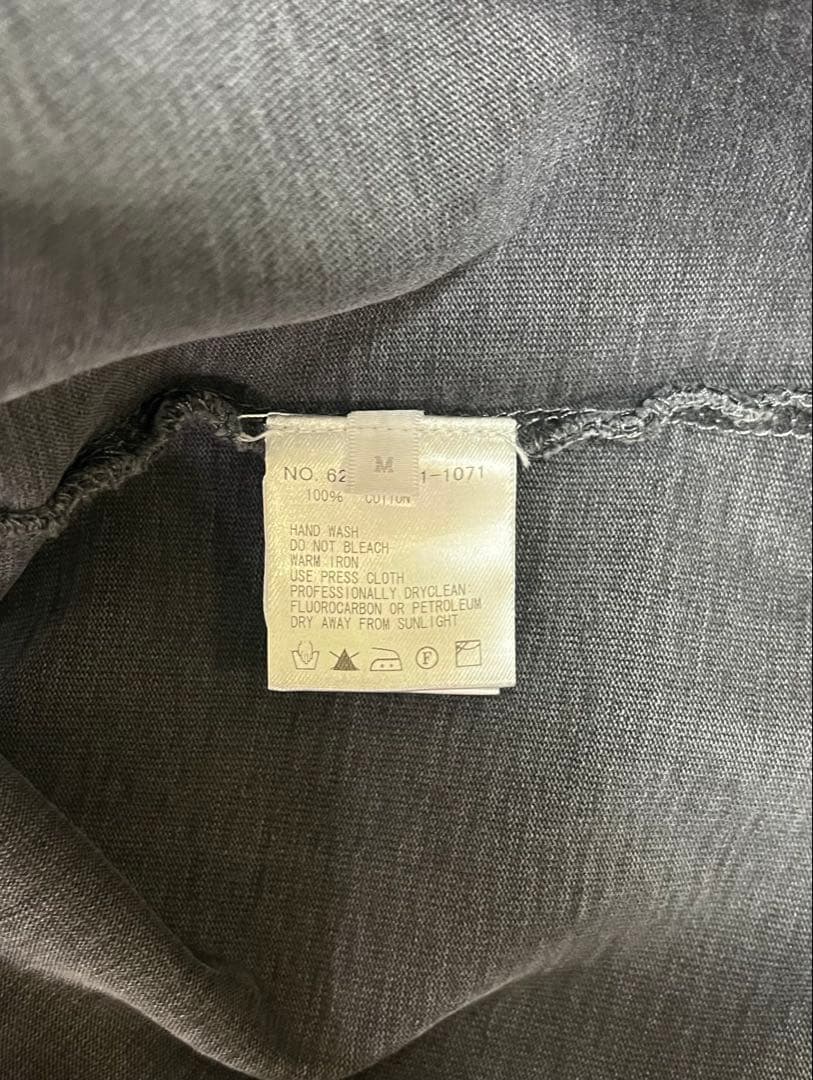 M
NO. 62 1-1071
100% COTTON
HAND WASH
DO NOT BLEACH
WARM IRON
USE PRESS CLOTH
PROFESSIONALLY DRYCLEAN
FLUOROCARBON OR PETROLEUM
DRY AWAY FROM SUNLIGHT
F